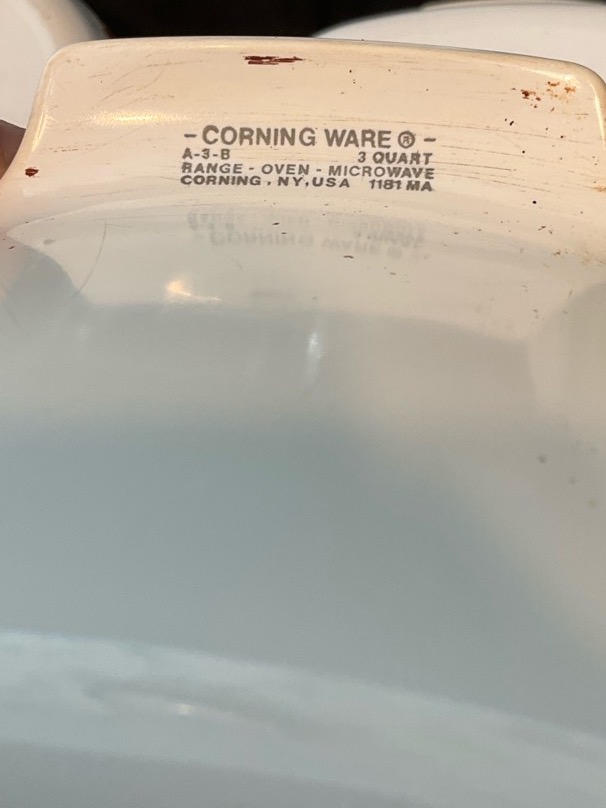 - CORNING WARE ® -
A-3-B 3 QUART
RANGE - OVEN - MICROWAVE
CORNING, NY, USA 1181 MA